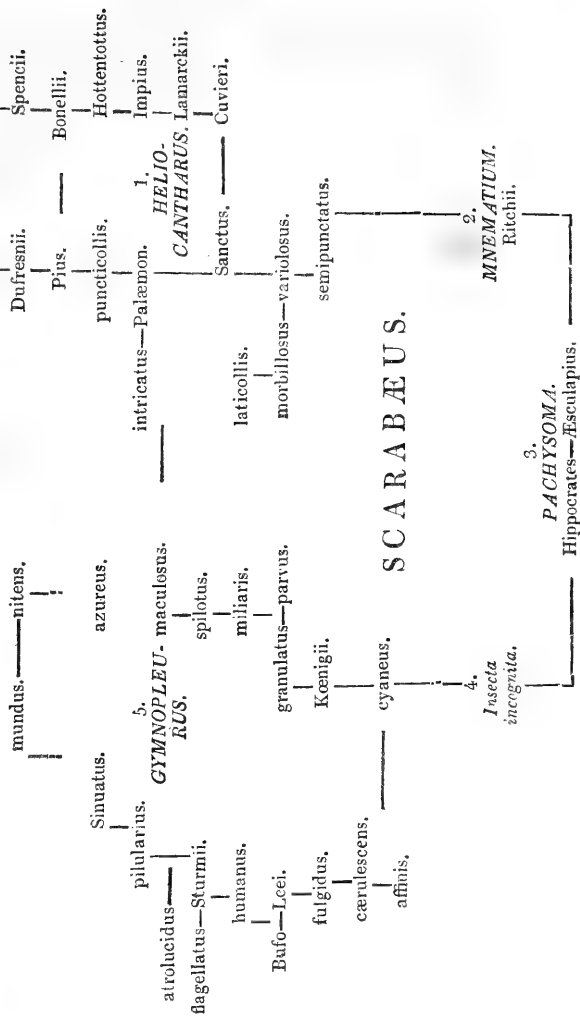 Spencii.
Bonellii.
Hottentottus.
Impius.
Lamarckii.
Cuvieri.
1.
HELIO-
CANTHARUS.
Dufresnii.
Pius.
puncticollis.
intricatus—Palæmon.
Sanctus.
laticollis.
morbillosus—variolosus.
semipunctatus.
2.
MNEMATIUM.
Ritchii.
SCARABÆUS.
3.
PACHYSOMA.
Hippocrates—Æsculapius.
mundus.—nitens.
azureus.
5.
GYMNOPLEU-
RUS.
maculosus.
spilotus.
miliaris.
granulatus—parvus.
Kœnigii.
cyaneus.
4.
Insecta
incognita.
Sinuatus.
pilularius.
atrolucidus
flagellatus—Sturmii.
humanus.
Bufo—Leei.
fulgidus.
cærulescens.
affinis.